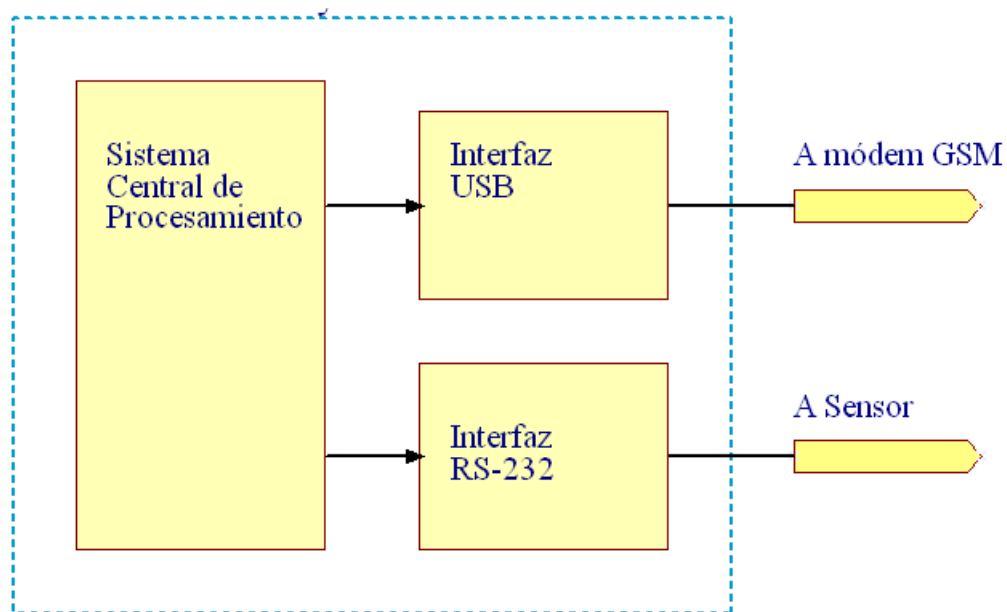 Sistema
Central de
Procesamiento
Interfaz
USB
A módem GSM
Interfaz
RS-232
A Sensor